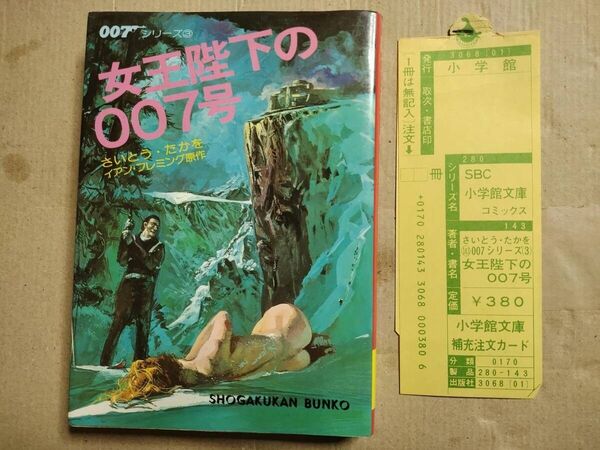 007シリーズ③
女王陛下の
007号
さいとう・たかを
イアン・フレミング原作
SHOGAKUKAN BUNKO
3068 (01)
発行
小学館
取次・書店印
1冊は無記入)注文↓
冊
280
シリーズ名
SBC
小学館文庫
コミックス
143
著者・書名
さいとう・たかを
007シリーズ(3)
女王陛下の
007号
定価
￥380
小学館文庫
補充注文カード
分類 0170
製品 280-143
出版社 3068 (01)
+0170 280143 3068 000380 6